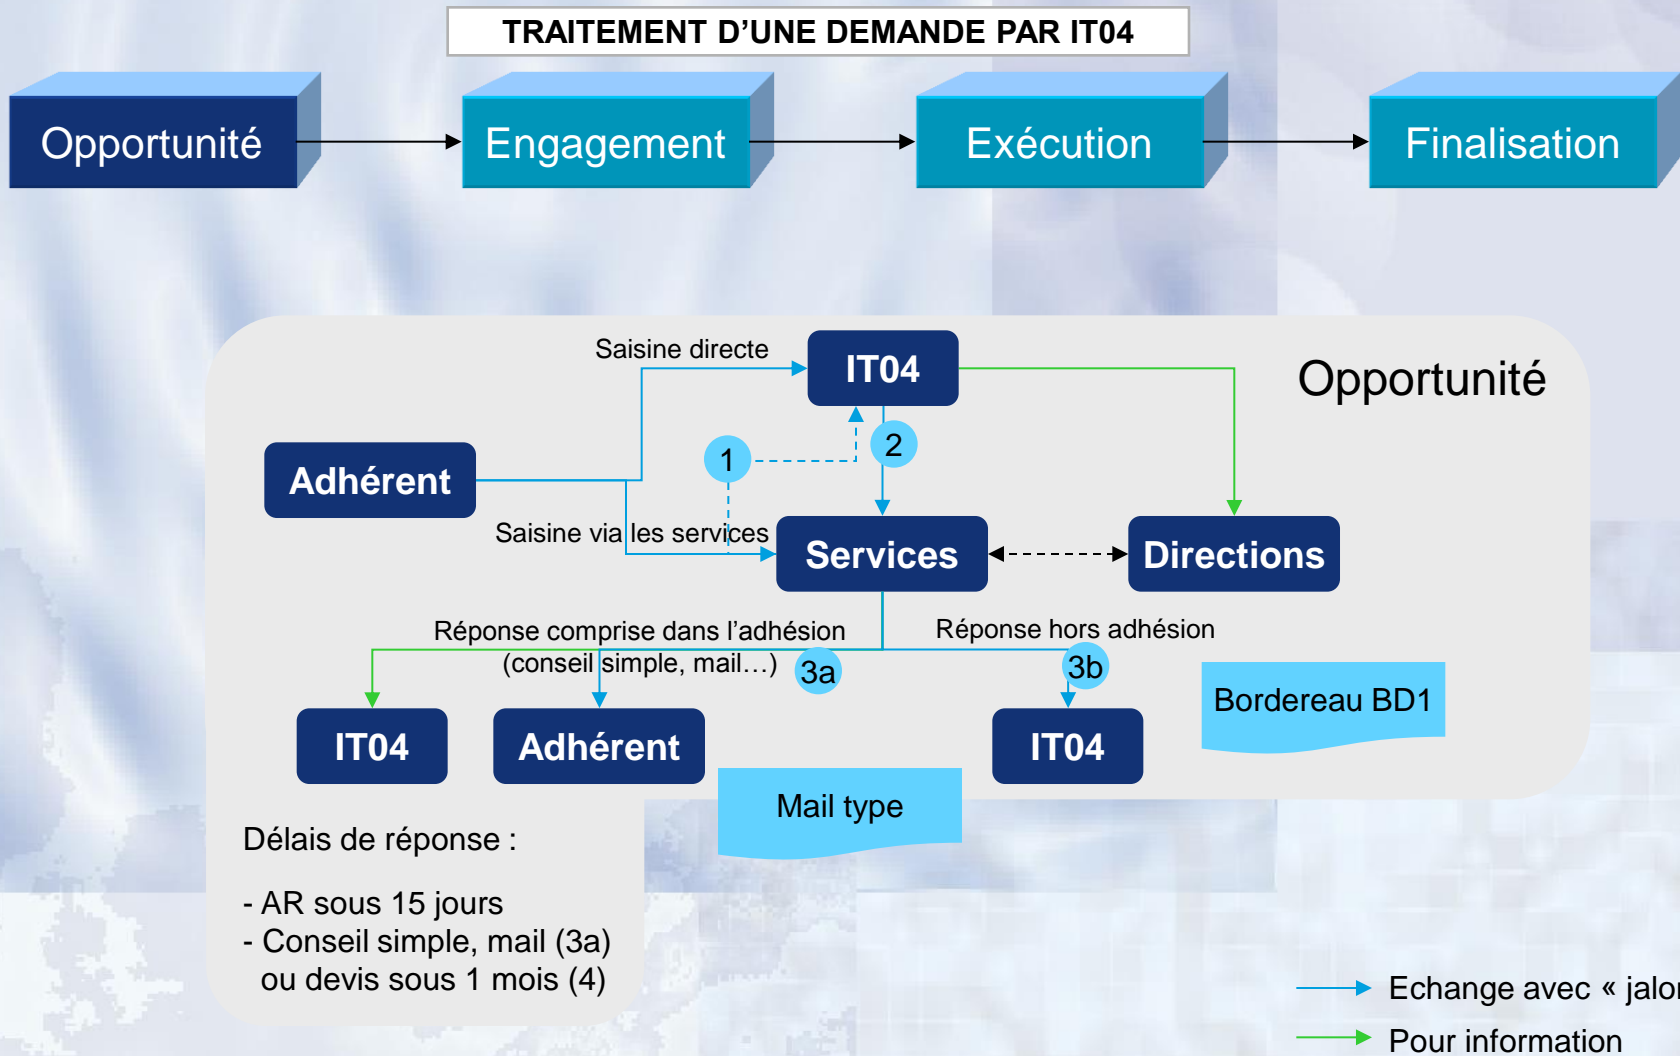 TRAITEMENT D’UNE DEMANDE PAR IT04
Opportunité
Engagement
Exécution
Finalisation
Saisine directe
IT04
Opportunité
1
2
Adhérent
Saisine via les services
Services
Directions
Réponse comprise dans l’adhésion
(conseil simple, mail…)
3a
Réponse hors adhésion
3b
Bordereau BD1
IT04
Adhérent
IT04
Mail type
Délais de réponse :
- AR sous 15 jours
- Conseil simple, mail (3a)
ou devis sous 1 mois (4)
Echange avec «
Pour information